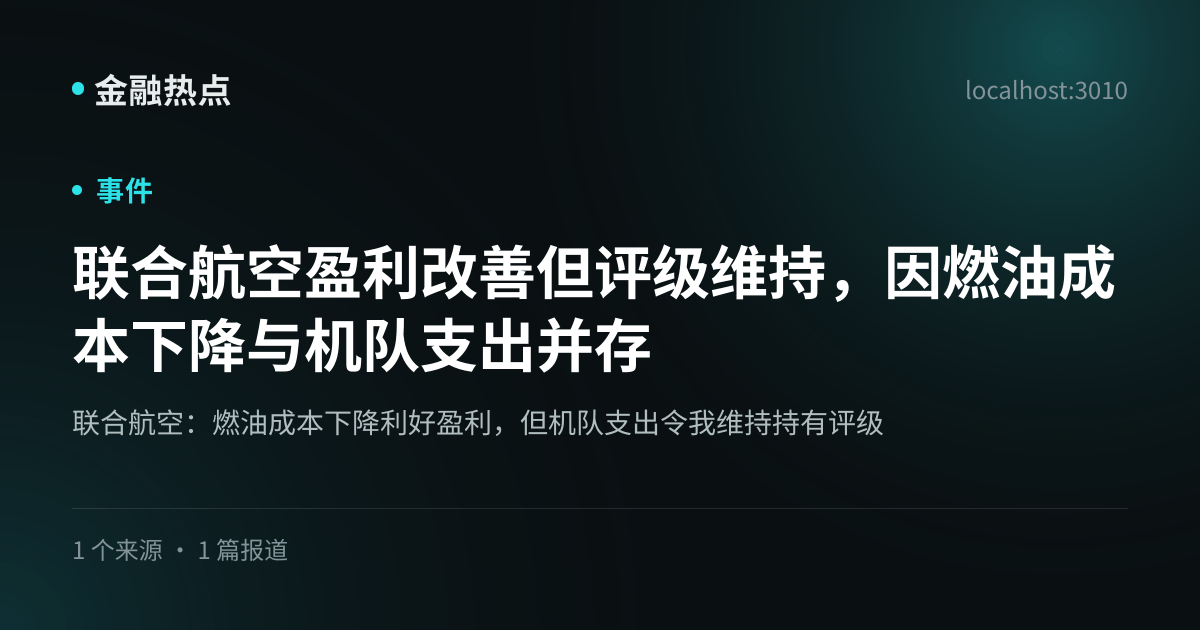 金融热点
localhost:3010
事件
联合航空盈利改善但评级维持，因燃油成
本下降与机队支出并存
联合航空：燃油成本下降利好盈利，但机队支出令我维持持有评级
1 个来源 · 1 篇报道